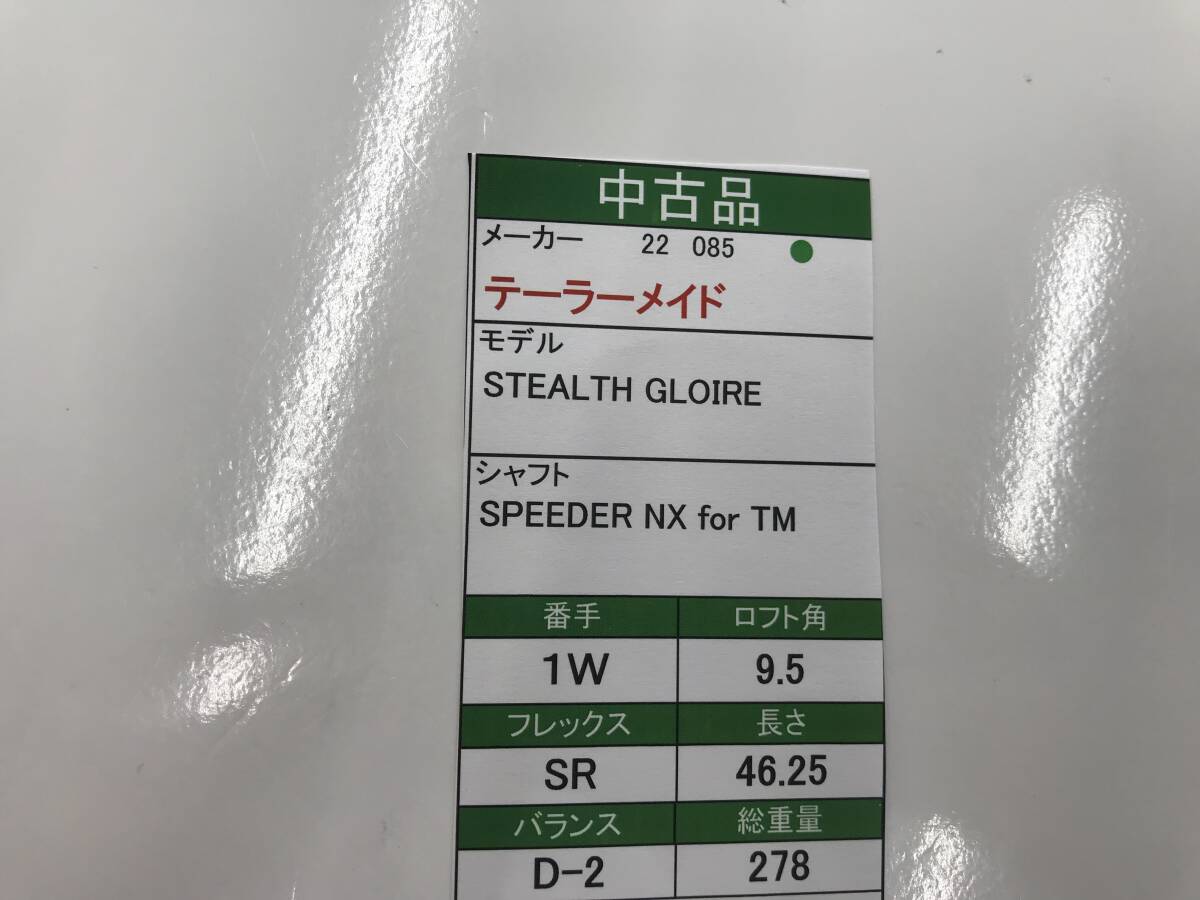 中古品
メーカー 22 085
テーラーメイド
モデル
STEALTH GLOIRE
シャフト
SPEEDER NX for TM
番手 ロフト角
1W 9.5
フレックス 長さ
SR 46.25
バランス 総重量
D-2 278